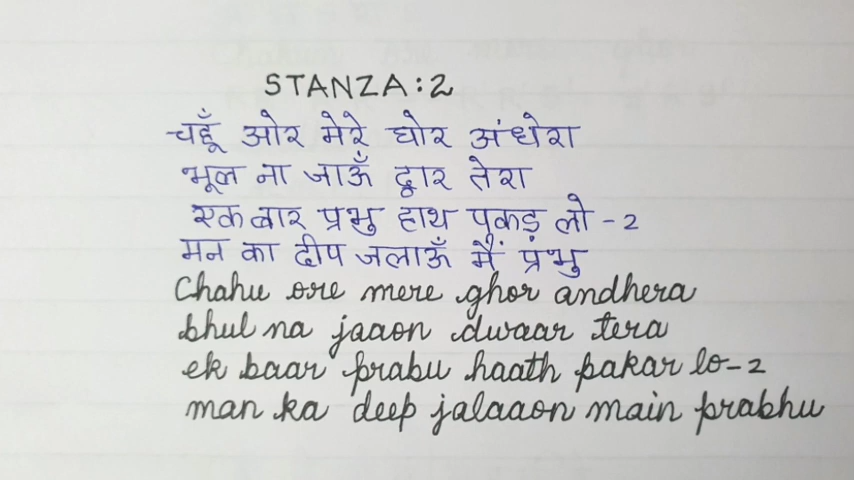 STANZA:2
चहूँ ओर मेरे घोर अंधेरा
भूल ना जाऊँ द्वार तेरा
एक बार प्रभु हाथ पकड़ लो -2
मन का दीप जलाऊँ मैं प्रभु
Chahu ore mere ghor andhera
bhul na jaaon dwaar tera
ek baar prabu haath pakar lo-2
man ka deep jalaaon main prabhu